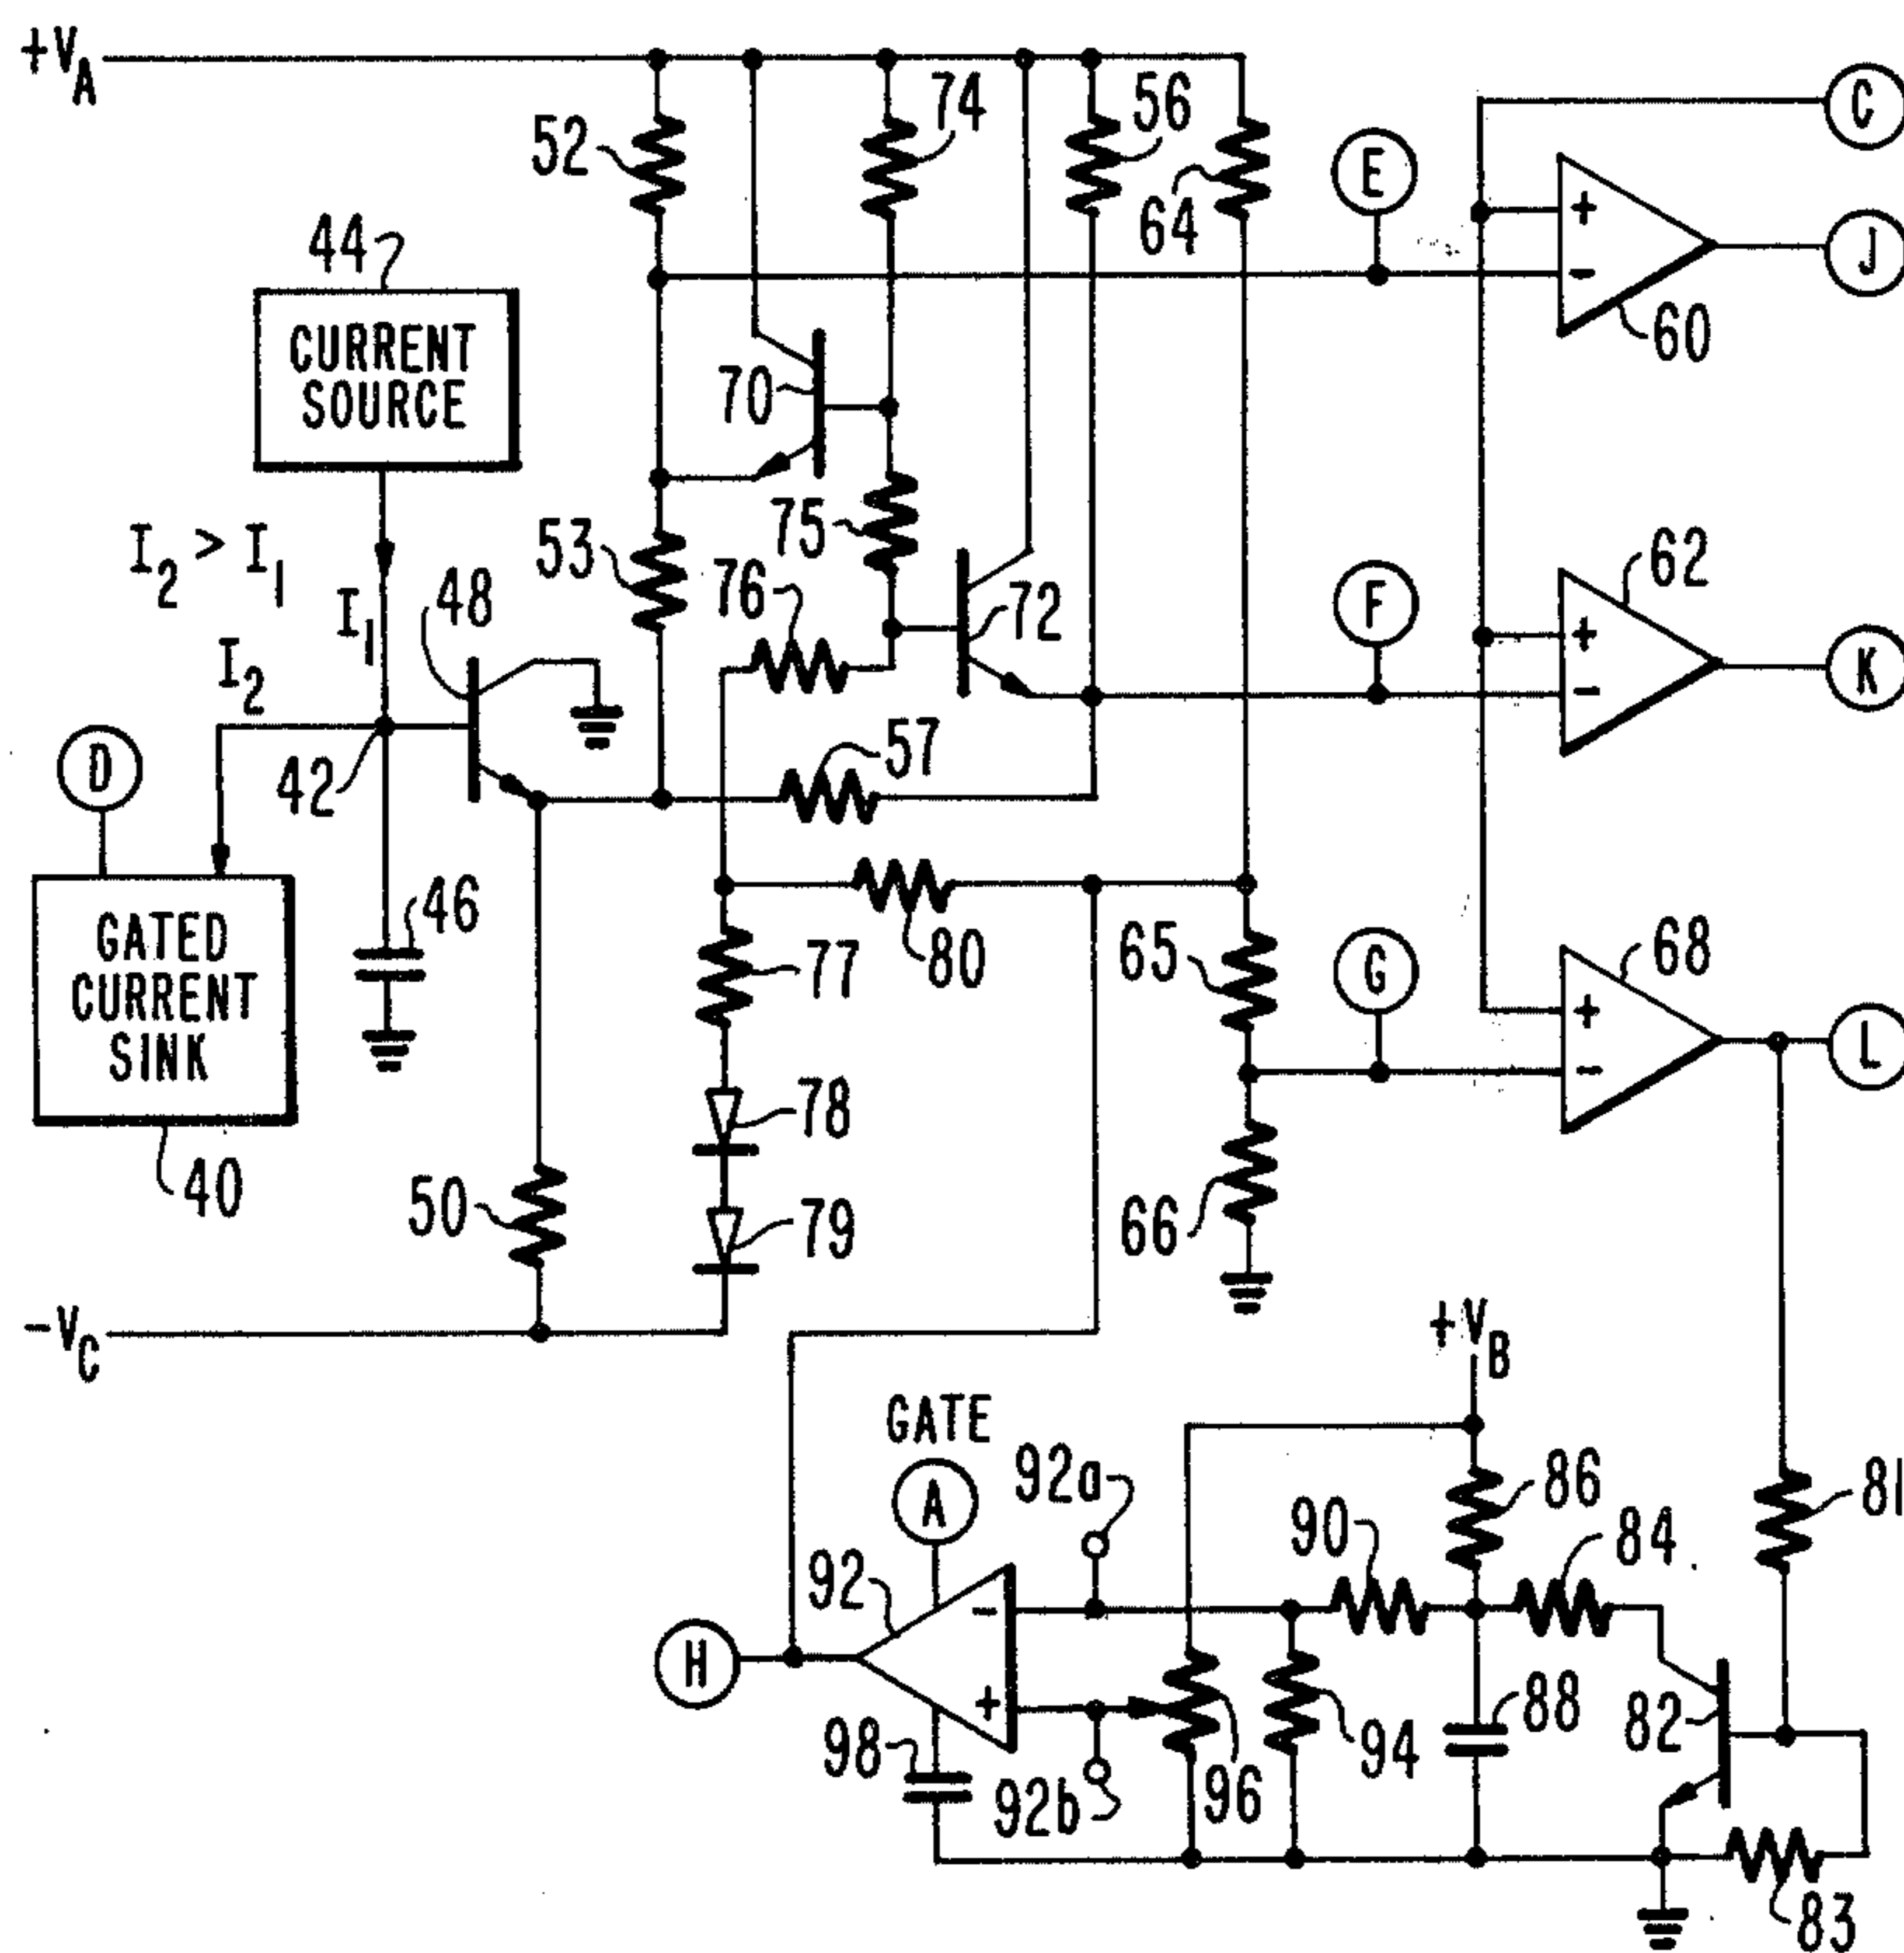 +VA
52
74
56
64
C
E
+
J
-
60
44
CURRENT
SOURCE
70
I2 > I1
53
75
76
48
I1
I2
72
F
62
+
K
-
D
42
57
46
GATED
CURRENT
SINK
77
80
65
G
68
+
L
-
40
50
78
79
66
-VC
+VB
GATE
A
92a
86
81
92
90
84
H
-
+
98
92b
96
94
88
82
83